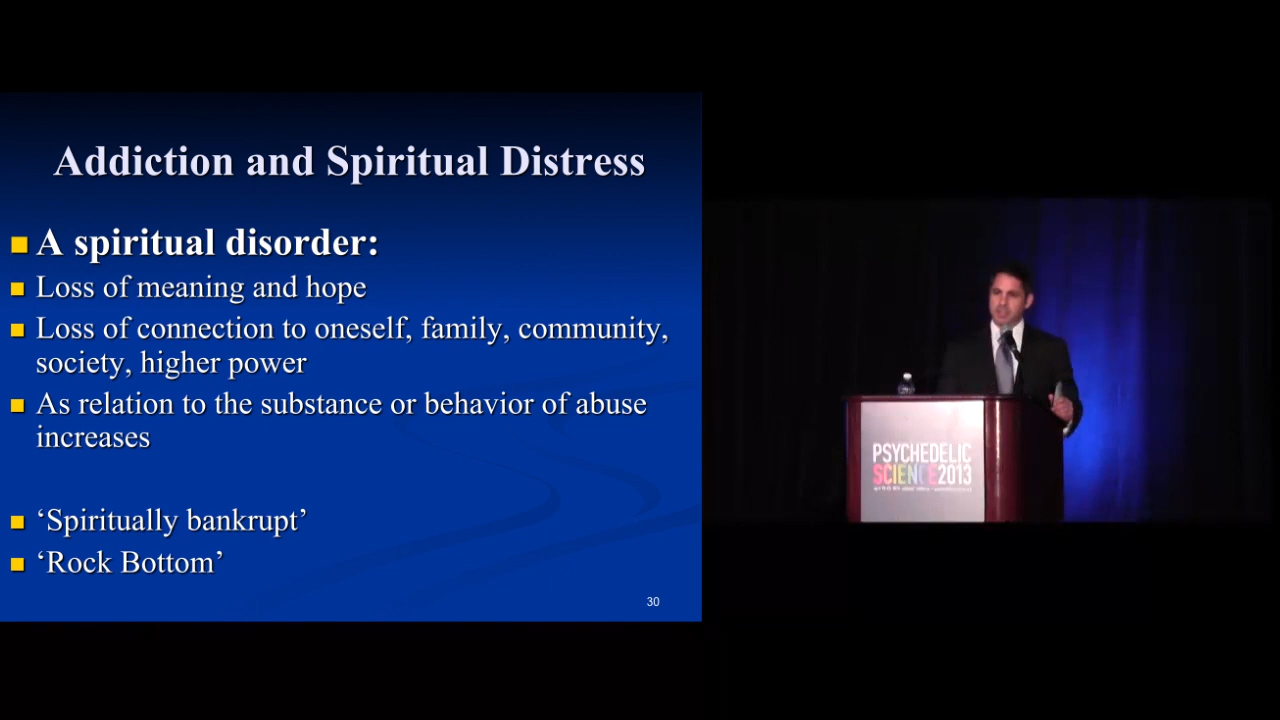 Addiction and Spiritual Distress
A spiritual disorder:
Loss of meaning and hope
Loss of connection to oneself, family, community,
society, higher power
As relation to the substance or behavior of abuse
increases
‘Spiritually bankrupt’
‘Rock Bottom’
30
PSYCHEDELIC
SCIENCE2013